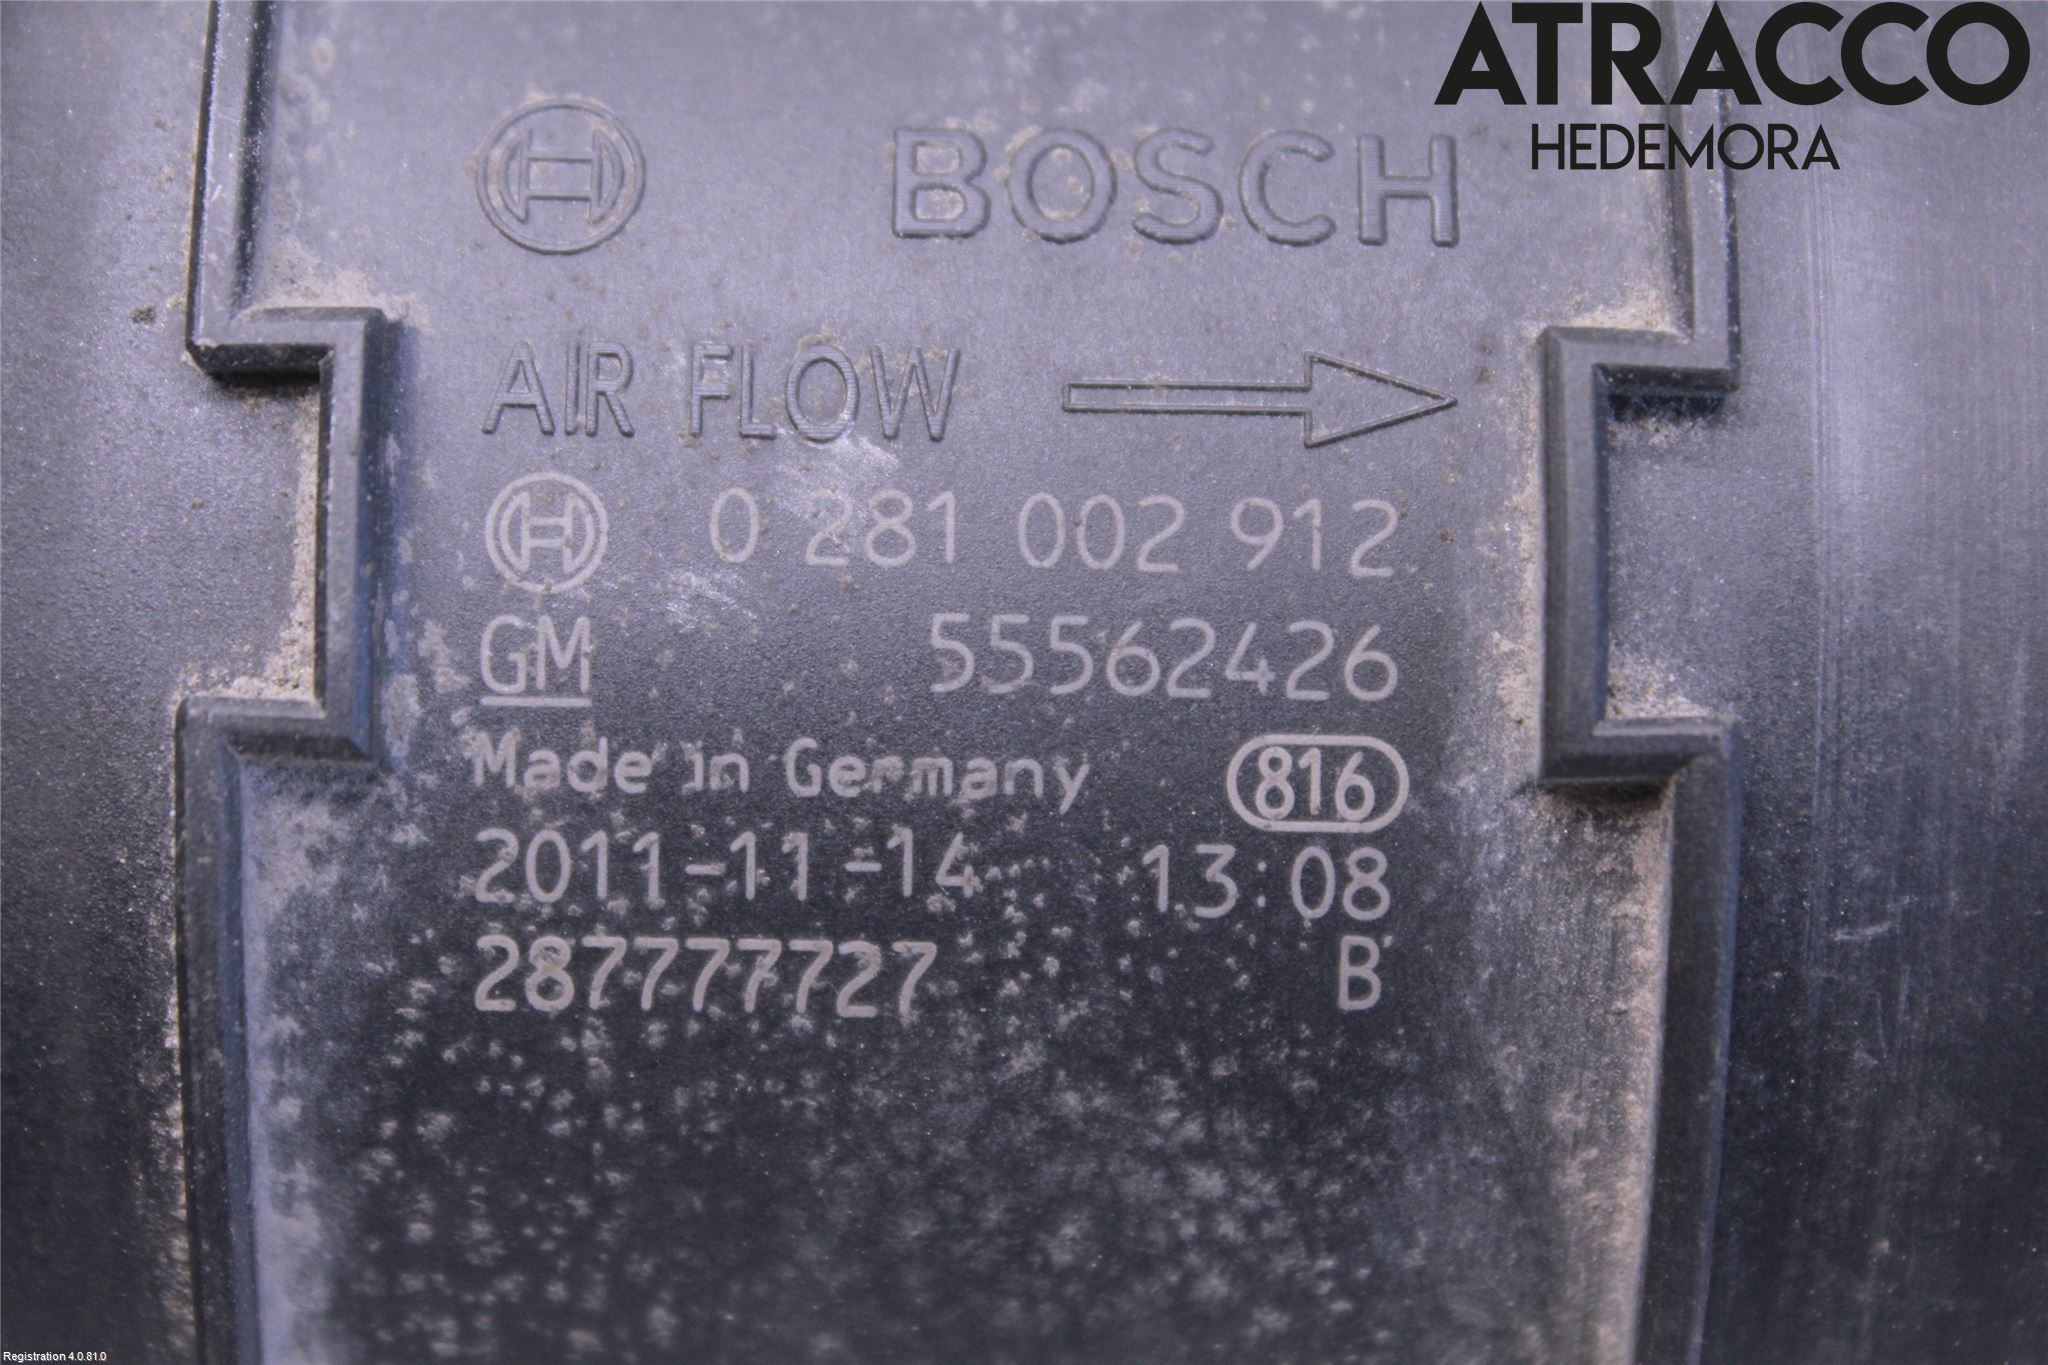 ATRACCO
HEDEMORA
BOSCH
AIR FLOW
0 281 002 912
GM 55562426
Made in Germany 816
2011-11-14 13:08
287777727 B
Registration 4.0.81.0